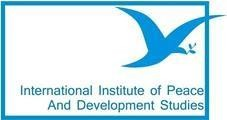 International Institute of Peace
And Development Studies